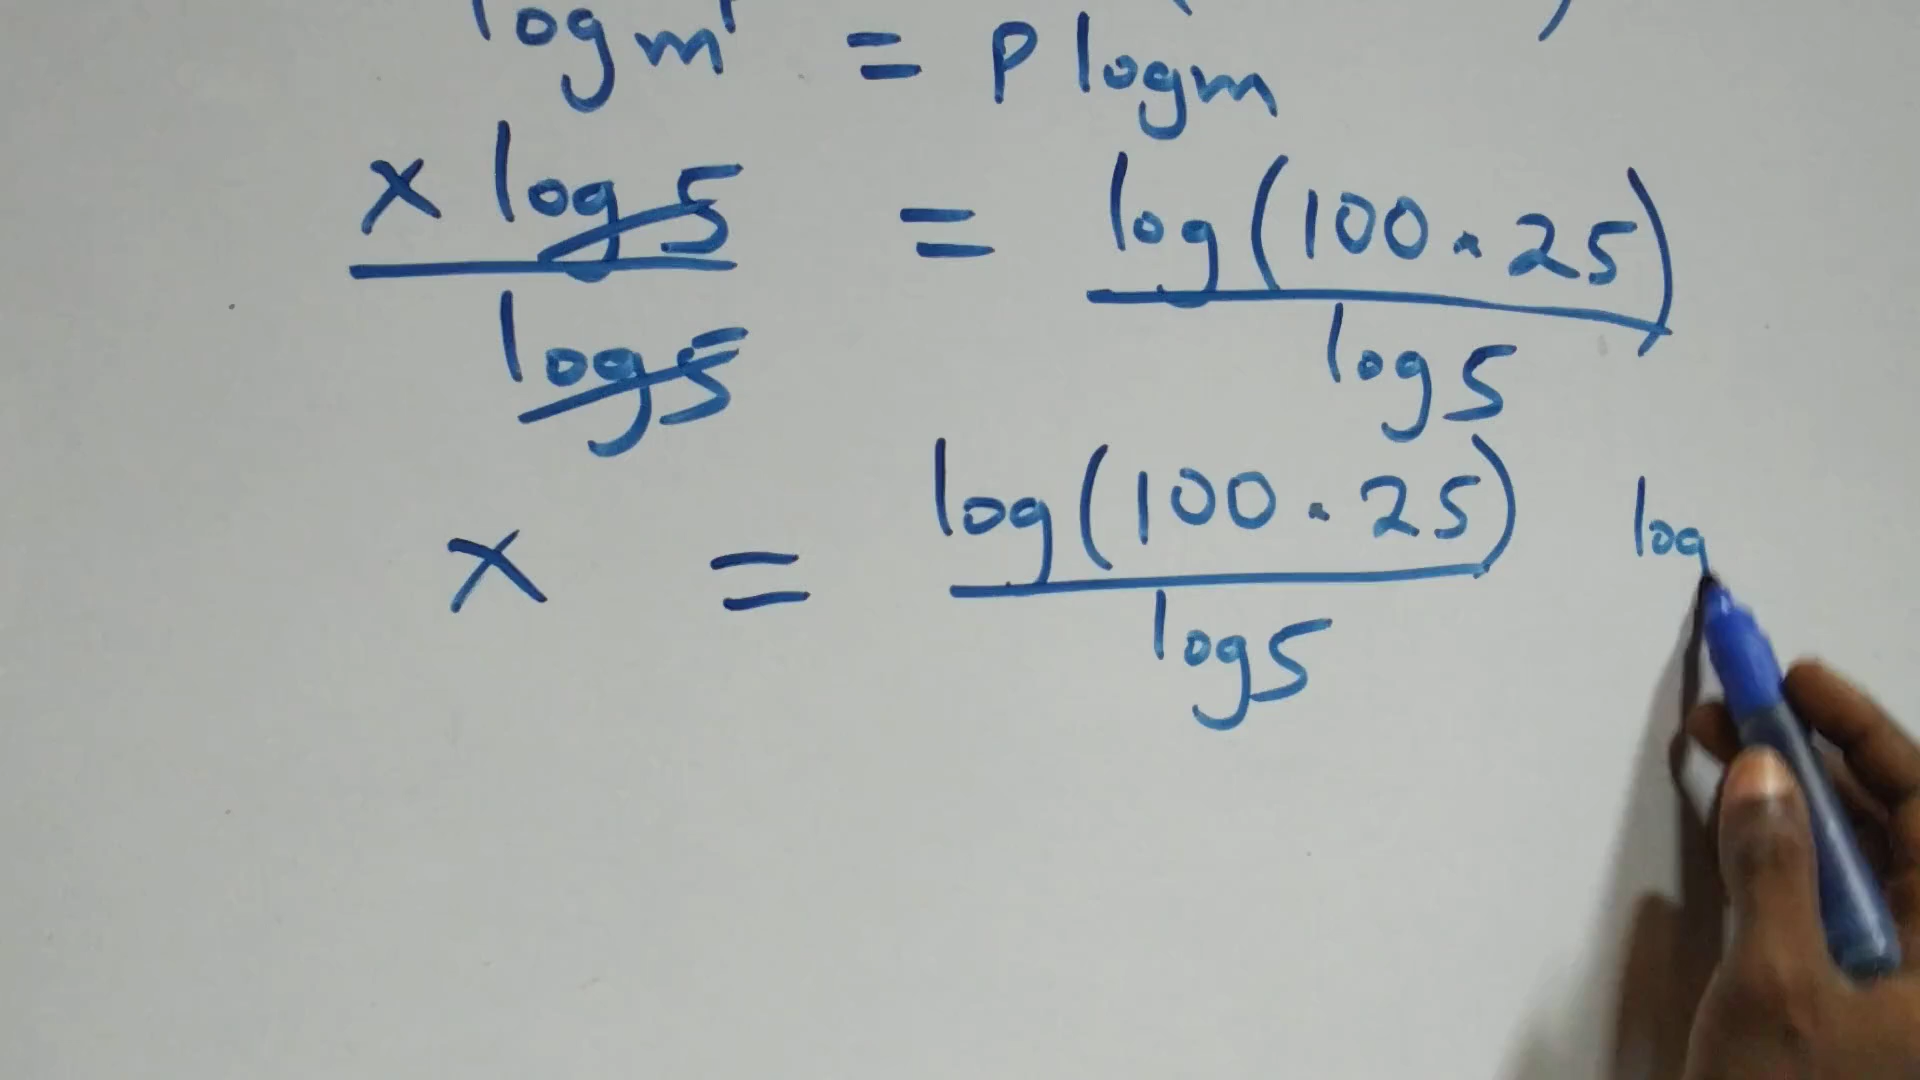 log m^p = P log m
x log 5 / log 5 = log(100 · 25) / log 5
x = log(100 · 25) / log 5 log